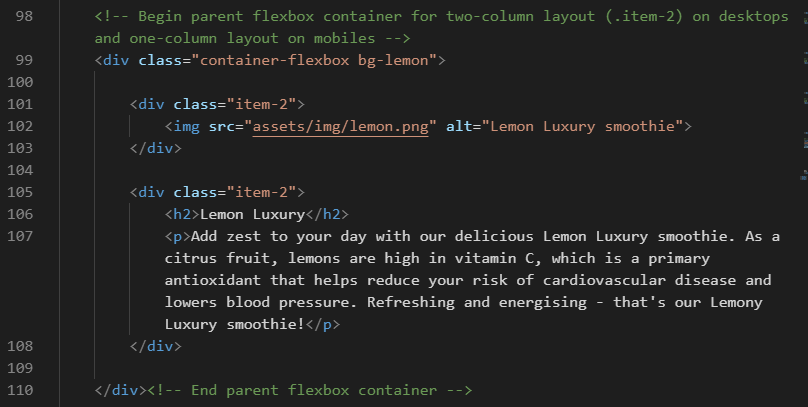 98 <!-- Begin parent flexbox container for two-column layout (.item-2) on desktops
and one-column layout on mobiles -->
99 <div class="container-flexbox bg-lemon">
100
101 <div class="item-2">
102 <img src="assets/img/lemon.png" alt="Lemon Luxury smoothie">
103 </div>
104
105 <div class="item-2">
106 <h2>Lemon Luxury</h2>
107 <p>Add zest to your day with our delicious Lemon Luxury smoothie. As a
citrus fruit, lemons are high in vitamin C, which is a primary
antioxidant that helps reduce your risk of cardiovascular disease and
lowers blood pressure. Refreshing and energising - that's our Lemony
Luxury smoothie!</p>
108 </div>
109
110 </div><!-- End parent flexbox container -->